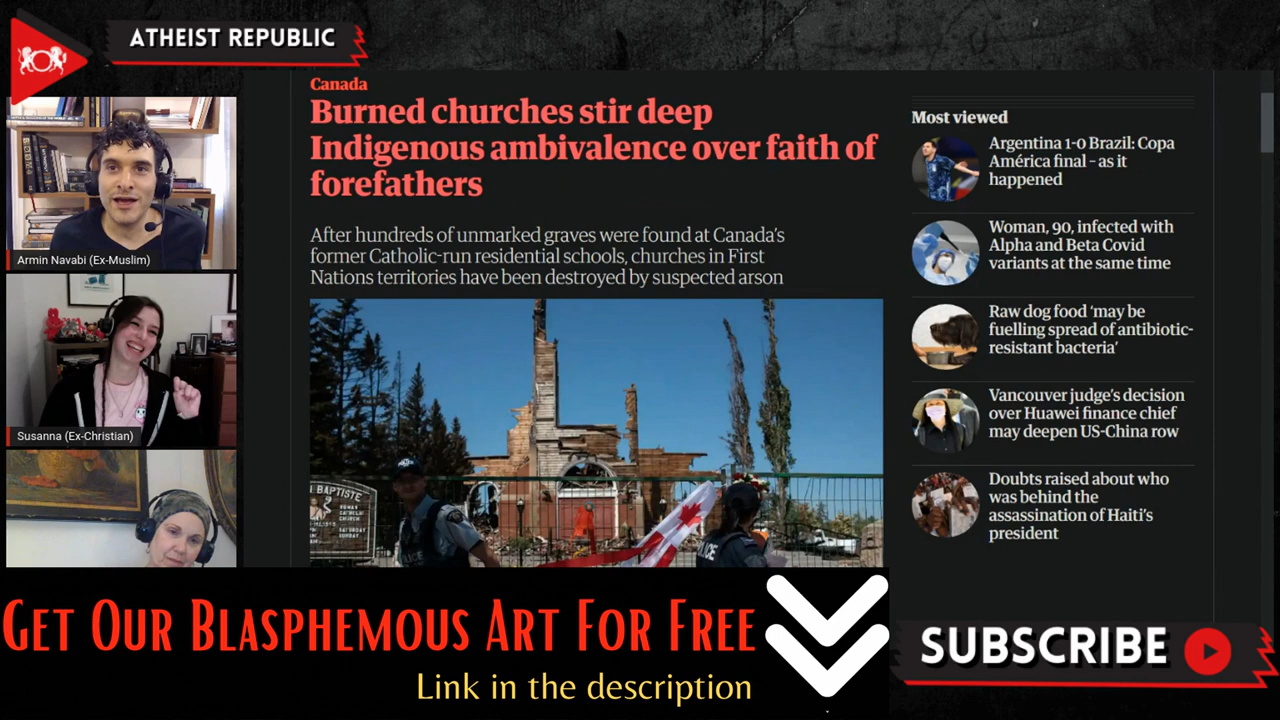 ATHEIST REPUBLIC
Armin Navabi (Ex-Muslim)
Susanna (Ex-Christian)
Canada
Burned churches stir deep
Indigenous ambivalence over faith of
forefathers
After hundreds of unmarked graves were found at Canada's
former Catholic-run residential schools, churches in First
Nations territories have been destroyed by suspected arson
BAPTISTE
ROMAN
CATHOLIC
CHURCH
POLICE
Most viewed
Argentina 1-0 Brazil: Copa
América final – as it
happened
Woman, 90, infected with
Alpha and Beta Covid
variants at the same time
Raw dog food 'may be
fuelling spread of antibiotic-
resistant bacteria'
Vancouver judge's decision
over Huawei finance chief
may deepen US-China row
Doubts raised about who
was behind the
assassination of Haiti's
president
GET OUR BLASPHEMOUS ART FOR FREE
Link in the description
SUBSCRIBE